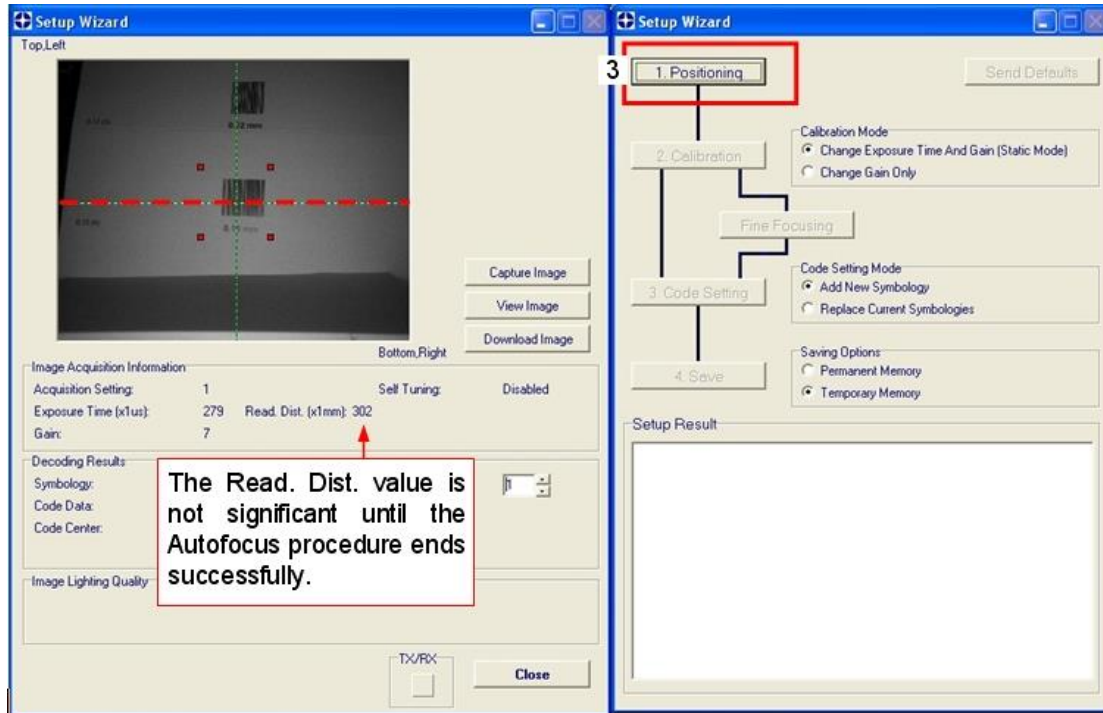 Setup Wizard
Top,Left
0.12 mm
Capture Image
View Image
Download Image
Bottom,Right
Image Acquisition Information
Acquisition Setting: 1 Self Tuning: Disabled
Exposure Time (x1us): 279 Read. Dist. (x1mm): 302
Gain: 7
Decoding Results
Symbology: 1
Code Data:
Code Center:
The Read. Dist. value is
not significant until the
Autofocus procedure ends
successfully.
Image Lighting Quality
TX/RX
Close
Setup Wizard
3
1. Positioning
Send Defaults
2. Calibration
Calibration Mode
Change Exposure Time And Gain (Static Mode)
Change Gain Only
Fine Focusing
3. Code Setting
Code Setting Mode
Add New Symbology
Replace Current Symbologies
4. Save
Saving Options
Permanent Memory
Temporary Memory
Setup Result